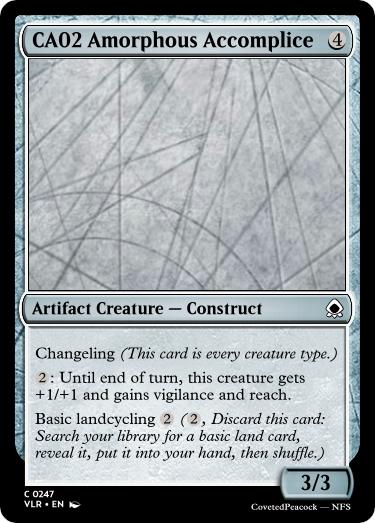 CA02 Amorphous Accomplice 4
Artifact Creature — Construct
Changeling (This card is every creature type.)
2: Until end of turn, this creature gets
+1/+1 and gains vigilance and reach.
Basic landcycling 2 (2, Discard this card:
Search your library for a basic land card,
reveal it, put it into your hand, then shuffle.)
3/3
C 0247
VLR • EN
CovetedPeacock — NFS